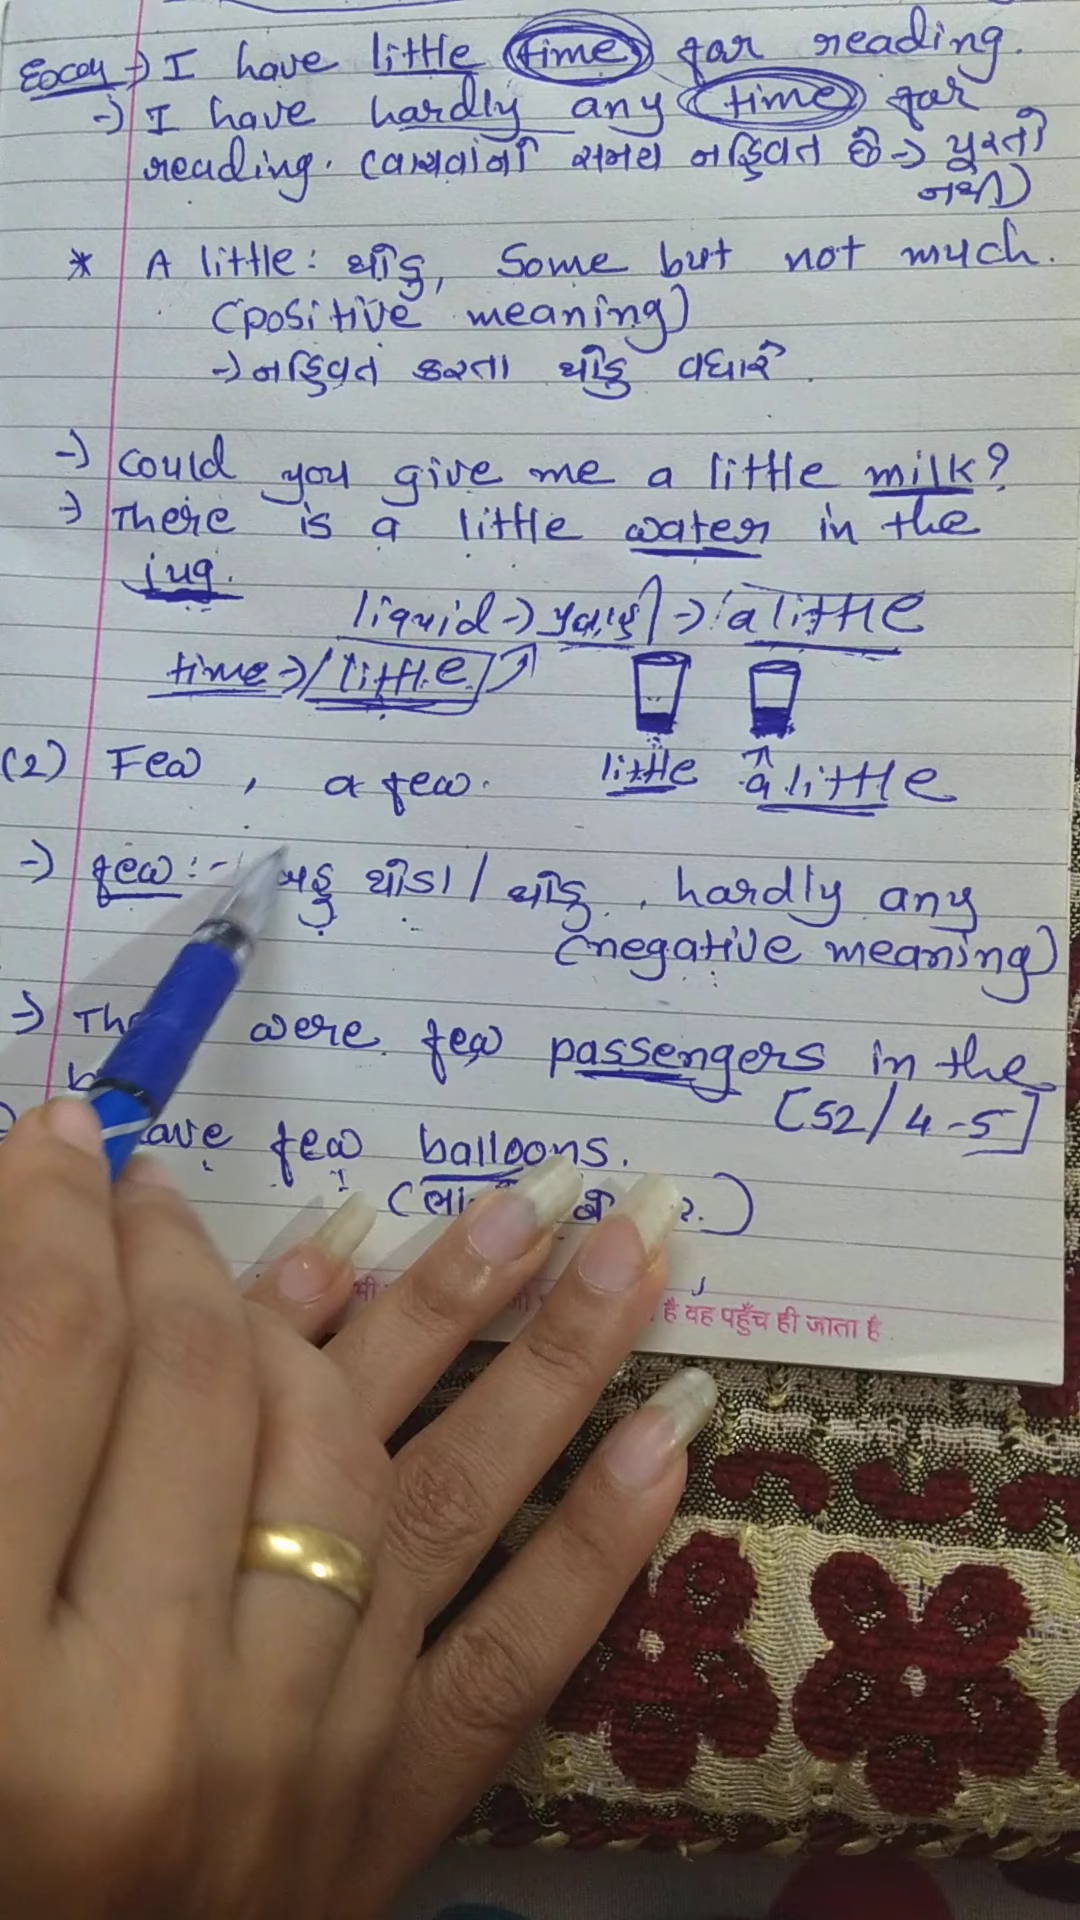 I have little time for reading.
-) I have hardly any time for
reading. (વાચવાનો સમય નહિવત છે -) પૂરતો
નથી)
* A little: થોડુ, Some but not much.
(positive meaning)
-) નહિવત કરતા થોડુ વધારે.
-) Could you give me a little milk?
-) There is a little water in the
jug.
liquid -) પ્રવાહી -) a little
time -) little
little a little
(2) Few, a few.
-) few :- બહુ થોડા / થોડુ, hardly any
(negative meaning)
-) were few passengers in the
[52/4-5]
have few balloons.
है वह पहुँच ही जाता है